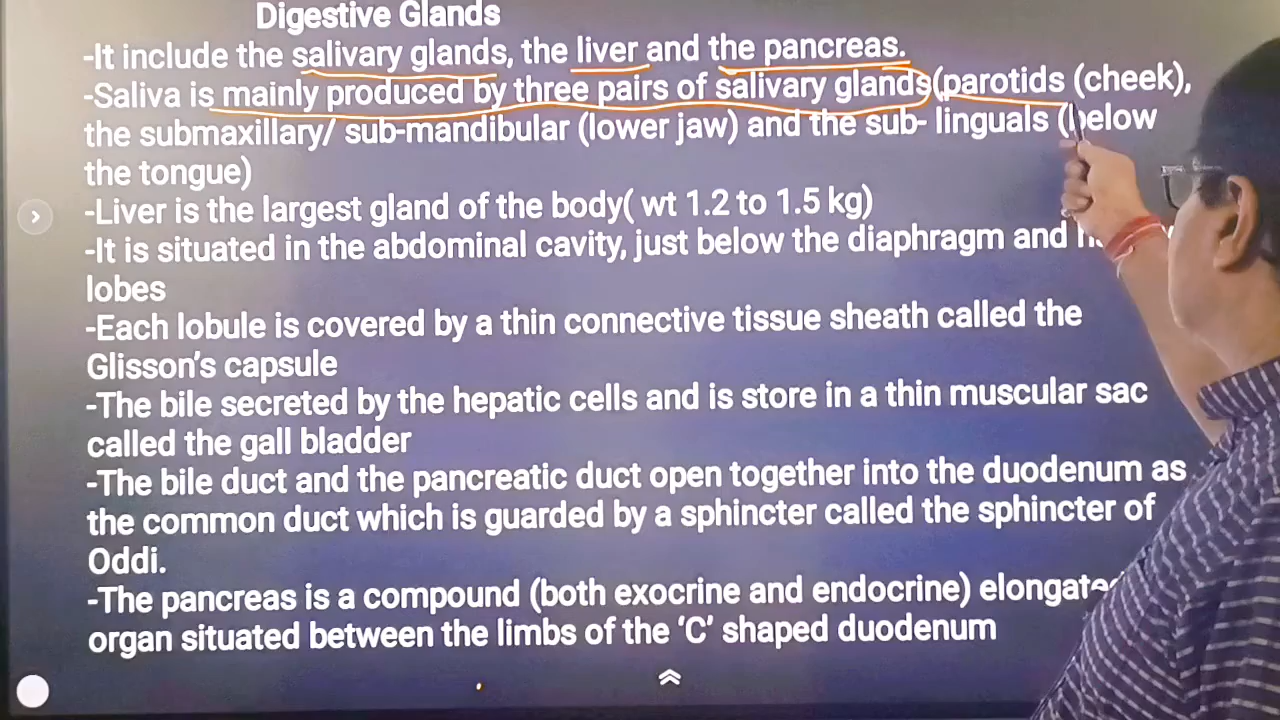 Digestive Glands
-It include the salivary glands, the liver and the pancreas.
-Saliva is mainly produced by three pairs of salivary glands(parotids (cheek),
the submaxillary/ sub-mandibular (lower jaw) and the sub- linguals (below
the tongue)
-Liver is the largest gland of the body( wt 1.2 to 1.5 kg)
-It is situated in the abdominal cavity, just below the diaphragm and
lobes
-Each lobule is covered by a thin connective tissue sheath called the
Glisson's capsule
-The bile secreted by the hepatic cells and is store in a thin muscular sac
called the gall bladder
-The bile duct and the pancreatic duct open together into the duodenum as
the common duct which is guarded by a sphincter called the sphincter of
Oddi.
-The pancreas is a compound (both exocrine and endocrine) elongated
organ situated between the limbs of the 'C' shaped duodenum